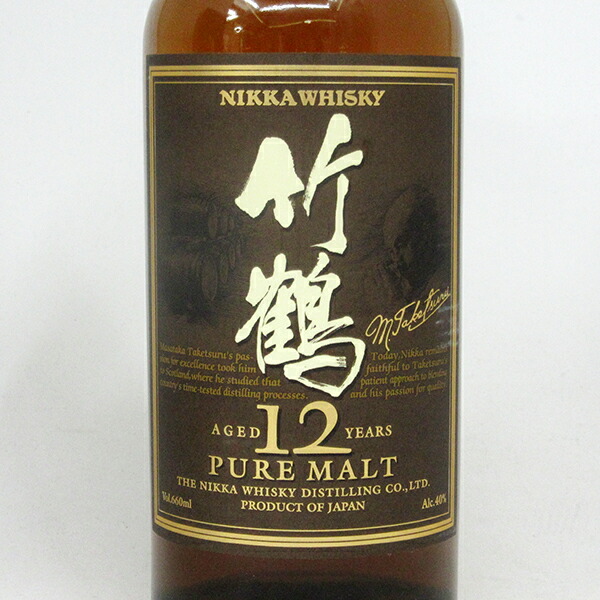 NIKKA WHISKY
竹鶴
M. Taketsuru
Masataka Taketsuru's pas-
sion for excellence took him
to Scotland, where he studied that
country's time-tested distilling processes.
Today, Nikka remains
faithful to Taketsuru's
patient approach to blending
and his passion for quality.
AGED 12 YEARS
PURE MALT
THE NIKKA WHISKY DISTILLING CO., LTD.
Vol. 660ml
PRODUCT OF JAPAN
Alc. 40%